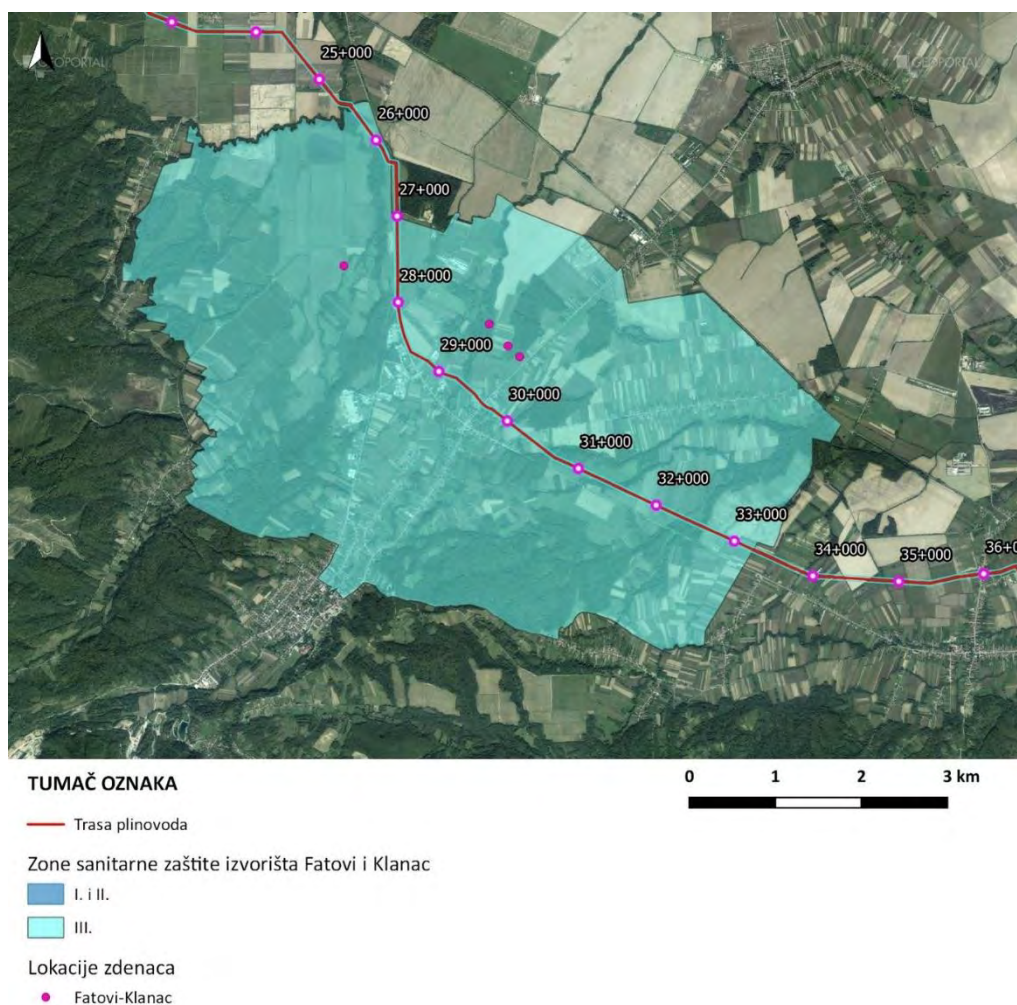 GEOPORTAL
GEOPORTAL
25+000
26+000
27+000
28+000
29+000
30+000
31+000
32+000
33+000
34+000
35+000
TUMAČ OZNAKA
0 1 2 3 km
Trasa plinovoda
Zone sanitarne zaštite izvorišta Fatovi i Klanac
I. i II.
III.
Lokacije zdenaca
Fatovi-Klanac